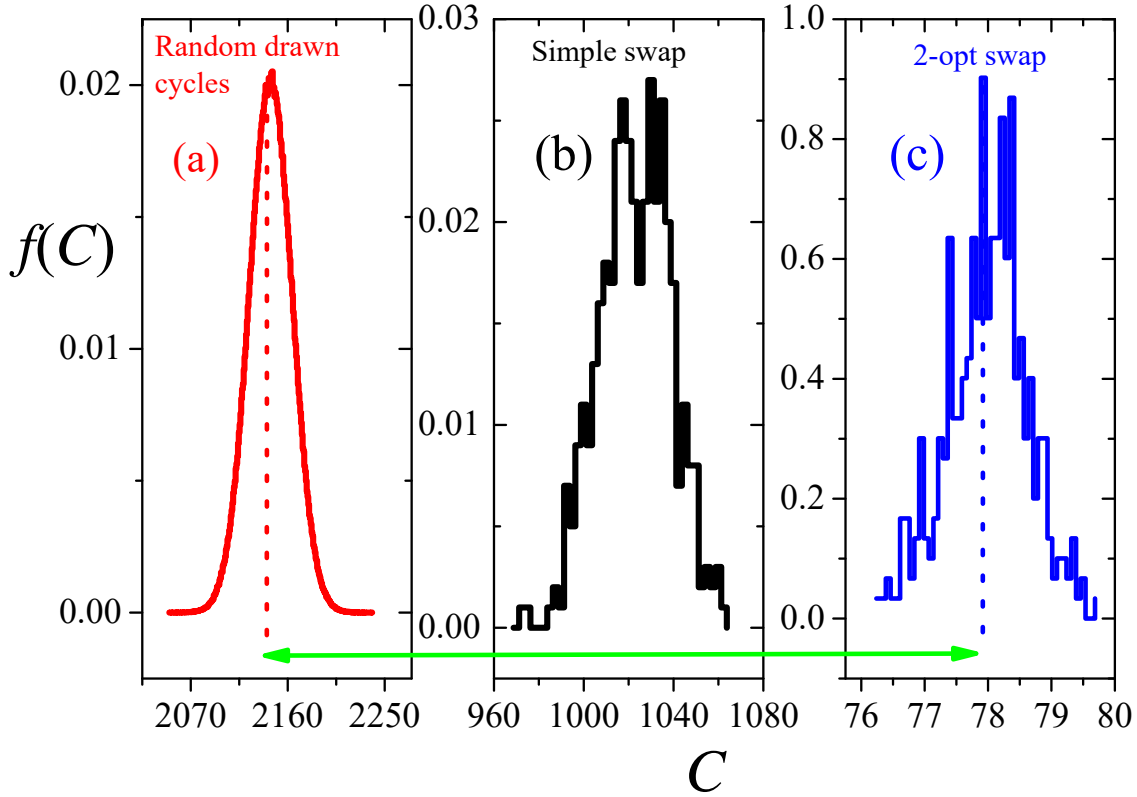 Random drawn
cycles
(a)
f(C)
0.02
0.01
0.00
2070
2160
2250
Simple swap
(b)
0.03
0.02
0.01
0.00
960
1000
1040
1080
2-opt swap
(c)
1.0
0.8
0.6
0.4
0.2
0.0
76
77
78
79
80
C